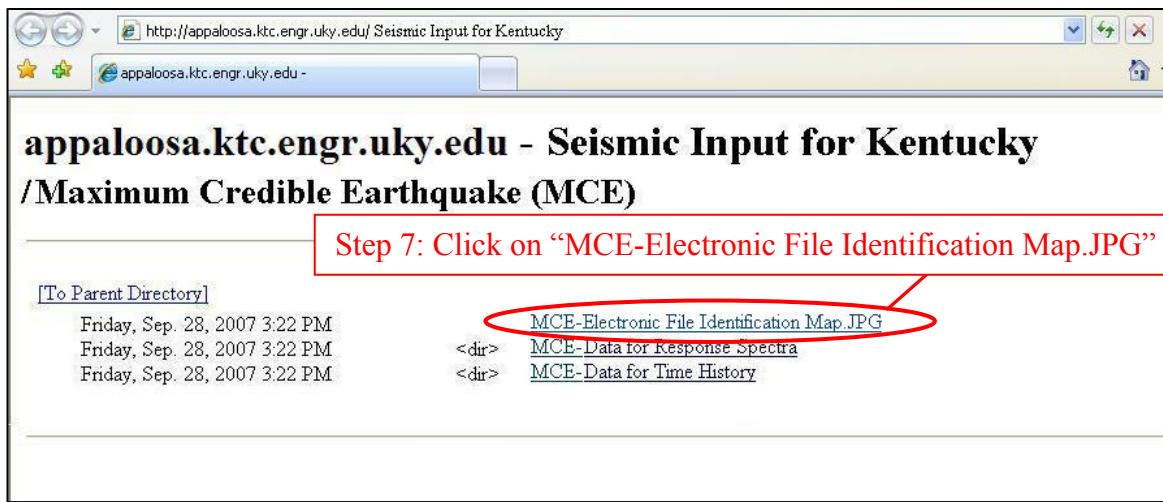 http://appaloosa.ktc.engr.uky.edu/ Seismic Input for Kentucky
appaloosa.ktc.engr.uky.edu -
appaloosa.ktc.engr.uky.edu - Seismic Input for Kentucky
/Maximum Credible Earthquake (MCE)
Step 7: Click on “MCE-Electronic File Identification Map.JPG”
[To Parent Directory]
Friday, Sep. 28, 2007 3:22 PM MCE-Electronic File Identification Map.JPG
Friday, Sep. 28, 2007 3:22 PM <dir> MCE-Data for Response Spectra
Friday, Sep. 28, 2007 3:22 PM <dir> MCE-Data for Time History